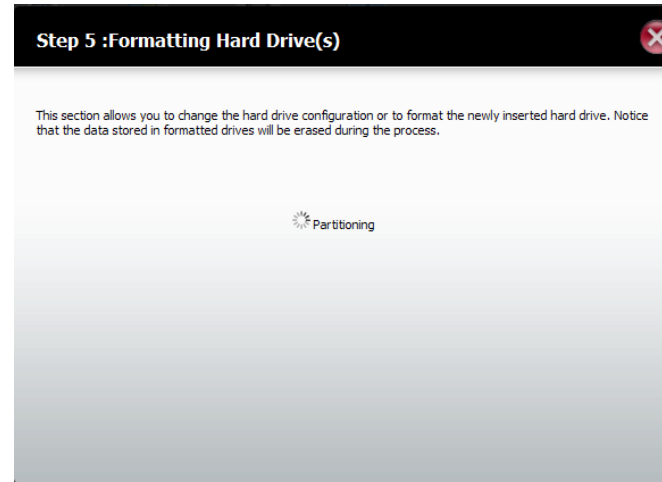 Step 5 :Formatting Hard Drive(s)
This section allows you to change the hard drive configuration or to format the newly inserted hard drive. Notice
that the data stored in formatted drives will be erased during the process.
Partitioning